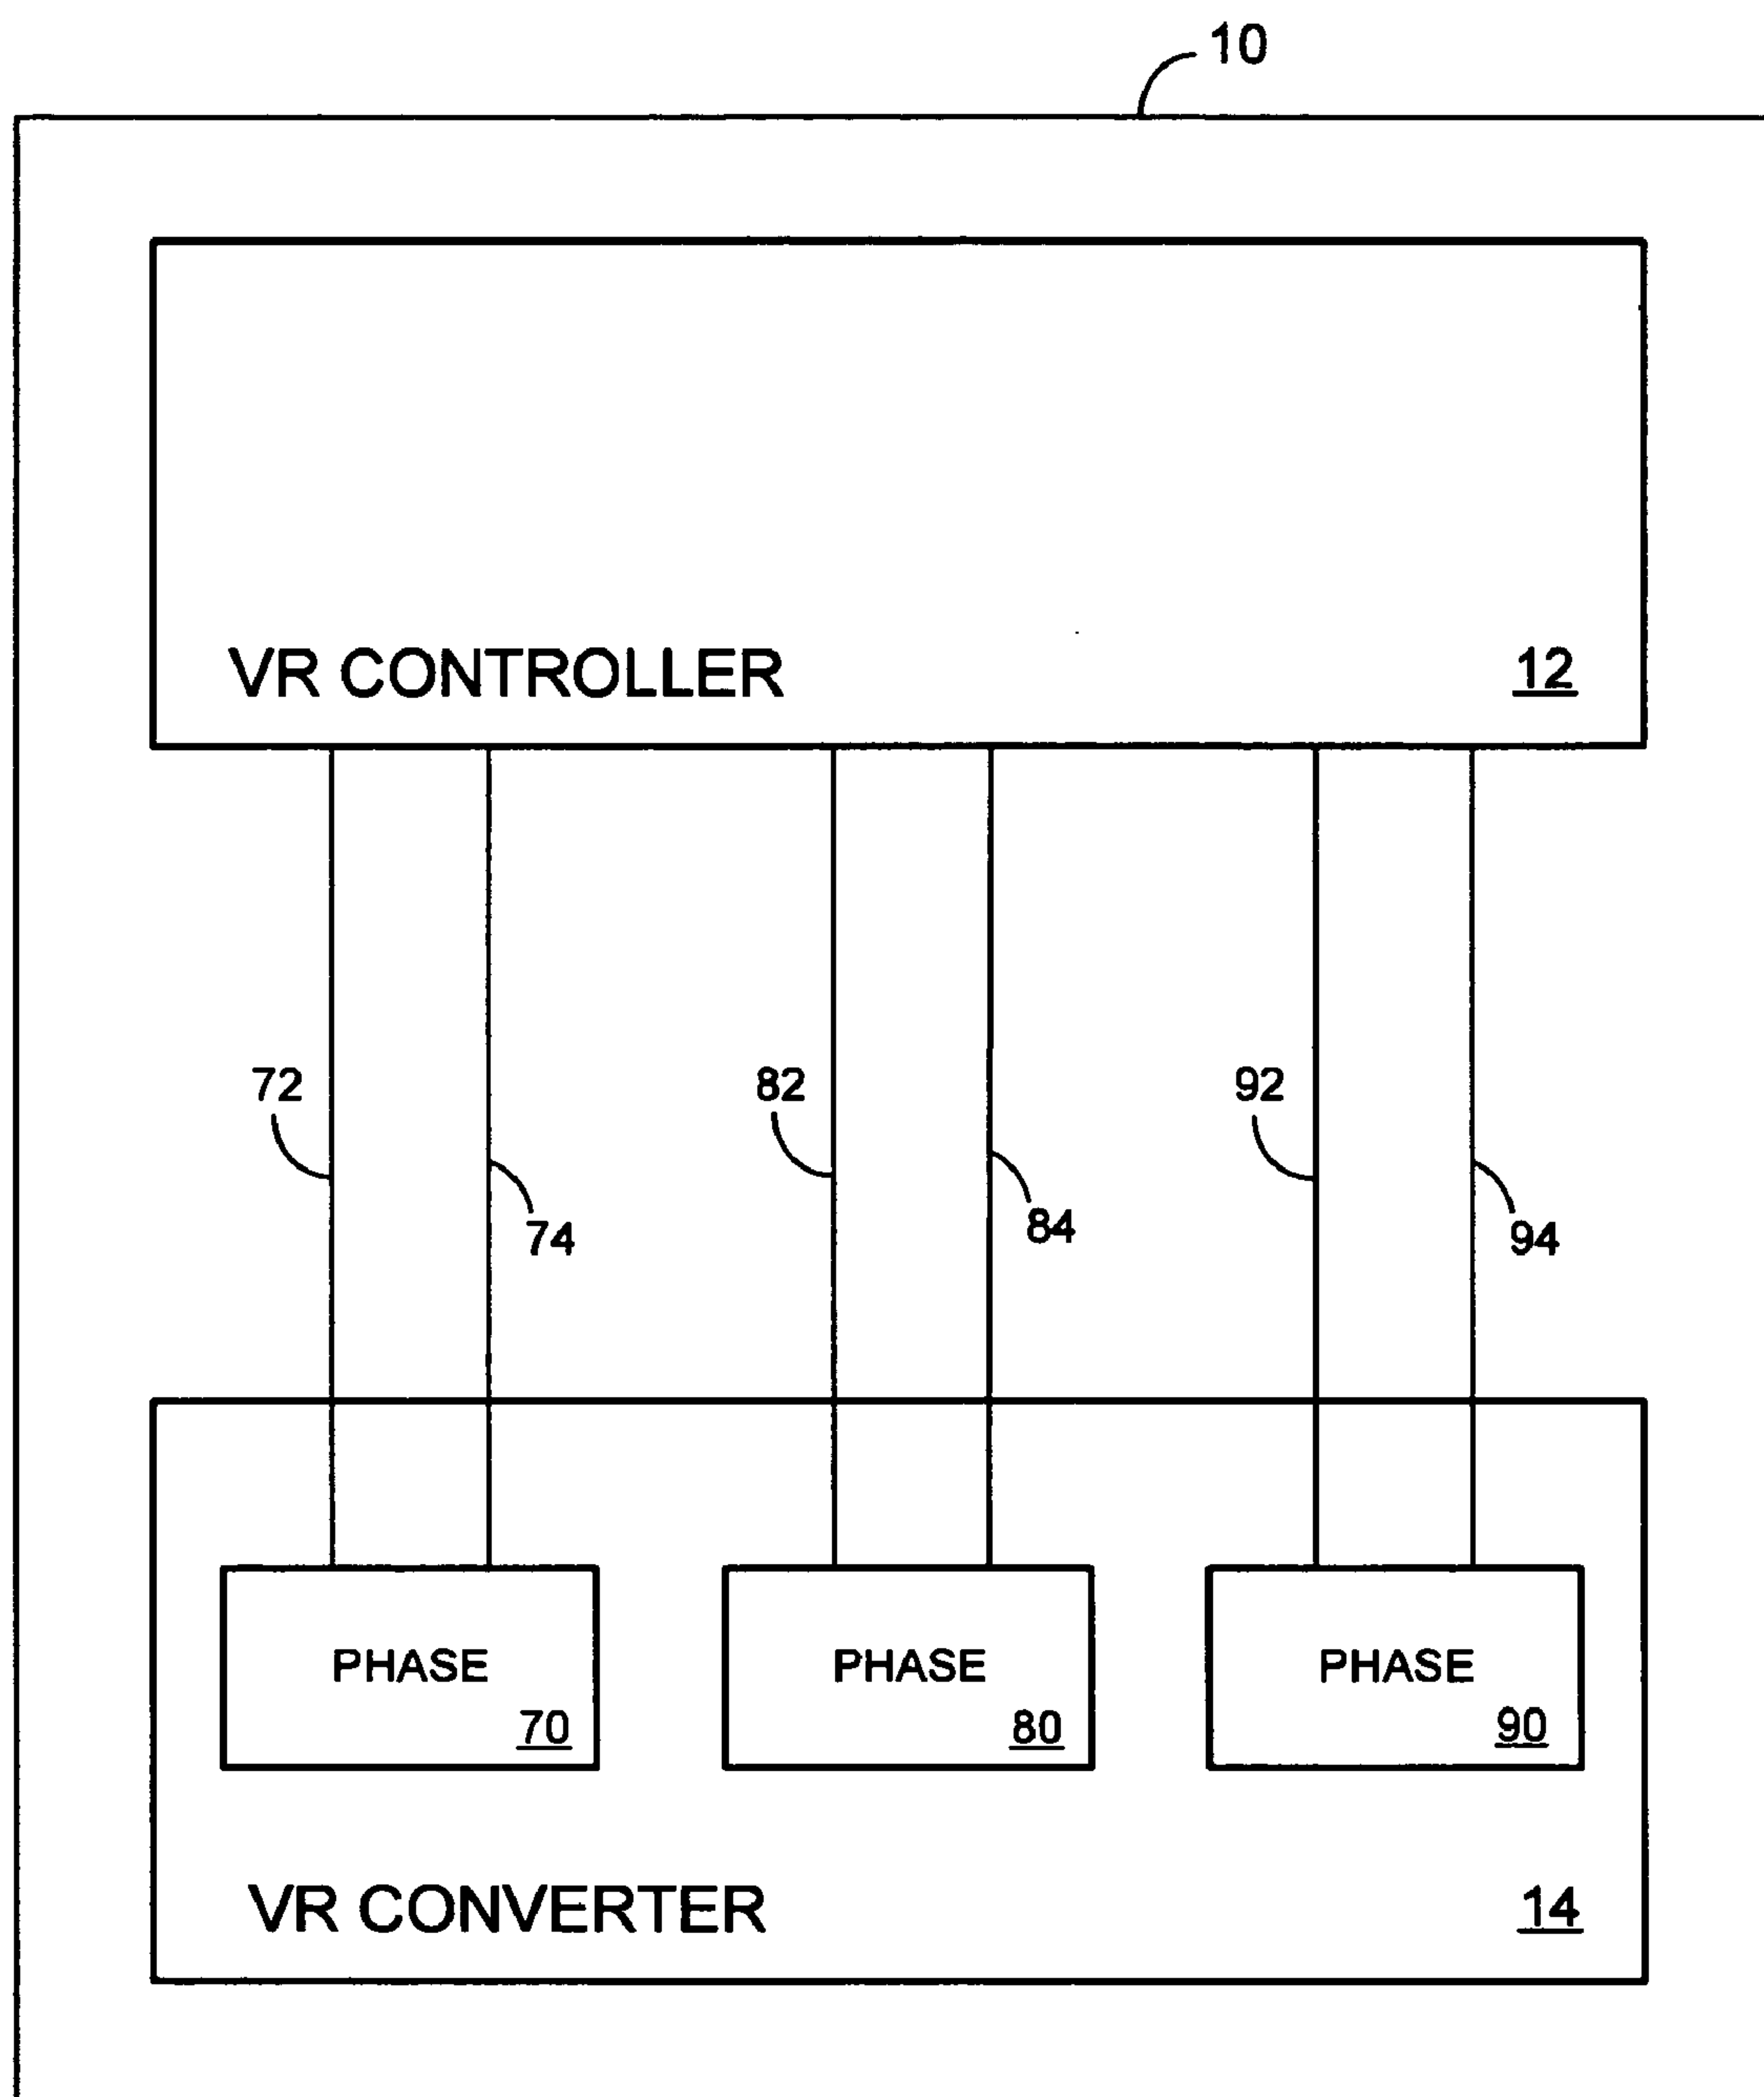 10
VR CONTROLLER 12
72 82 92
74 84 94
PHASE PHASE PHASE
70 80 90
VR CONVERTER 14